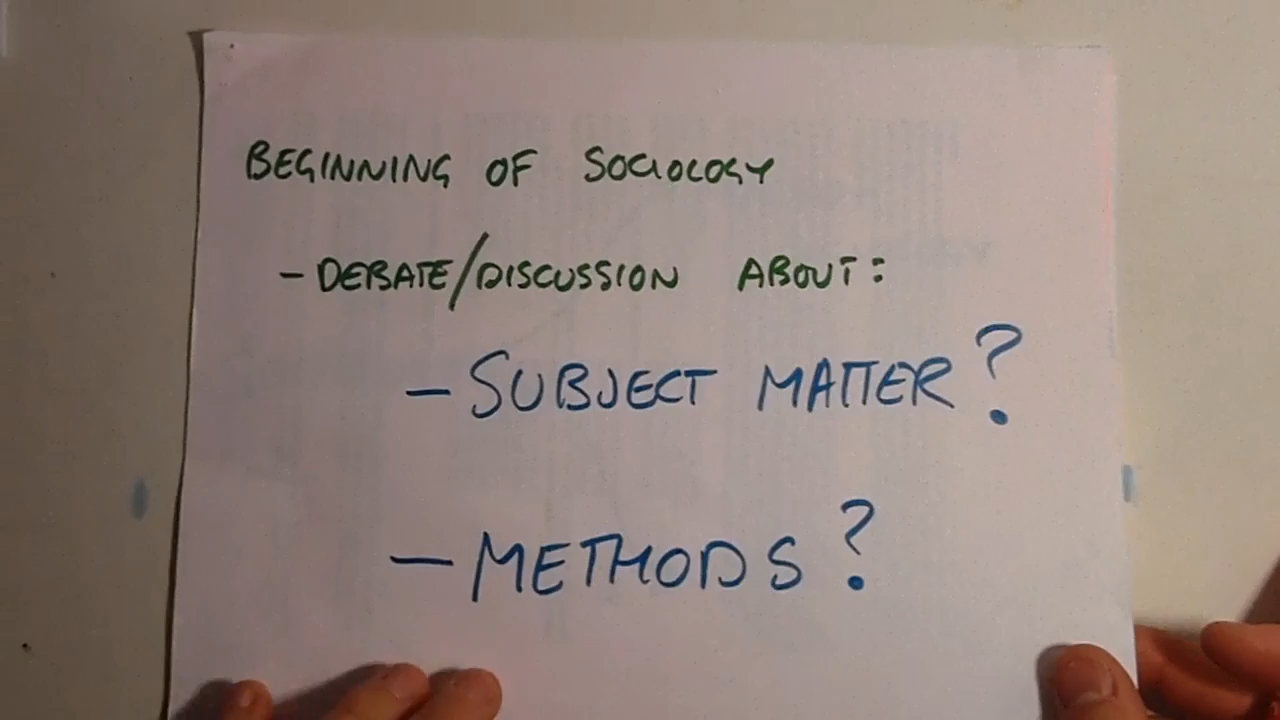 BEGINNING OF SOCIOLOGY
- DEBATE/DISCUSSION ABOUT:
- SUBJECT MATTER?
- METHODS?